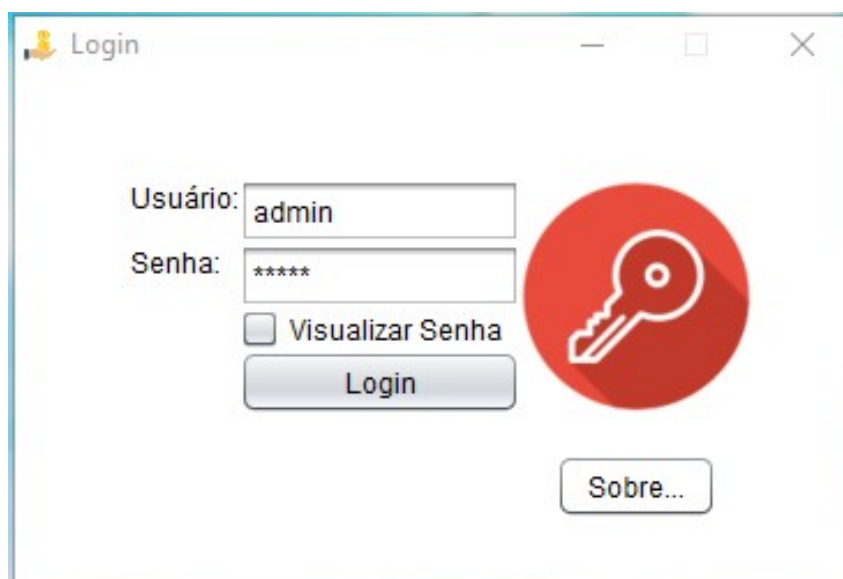 Login
Usuário: admin
Senha: *****
Visualizar Senha
Login
Sobre...